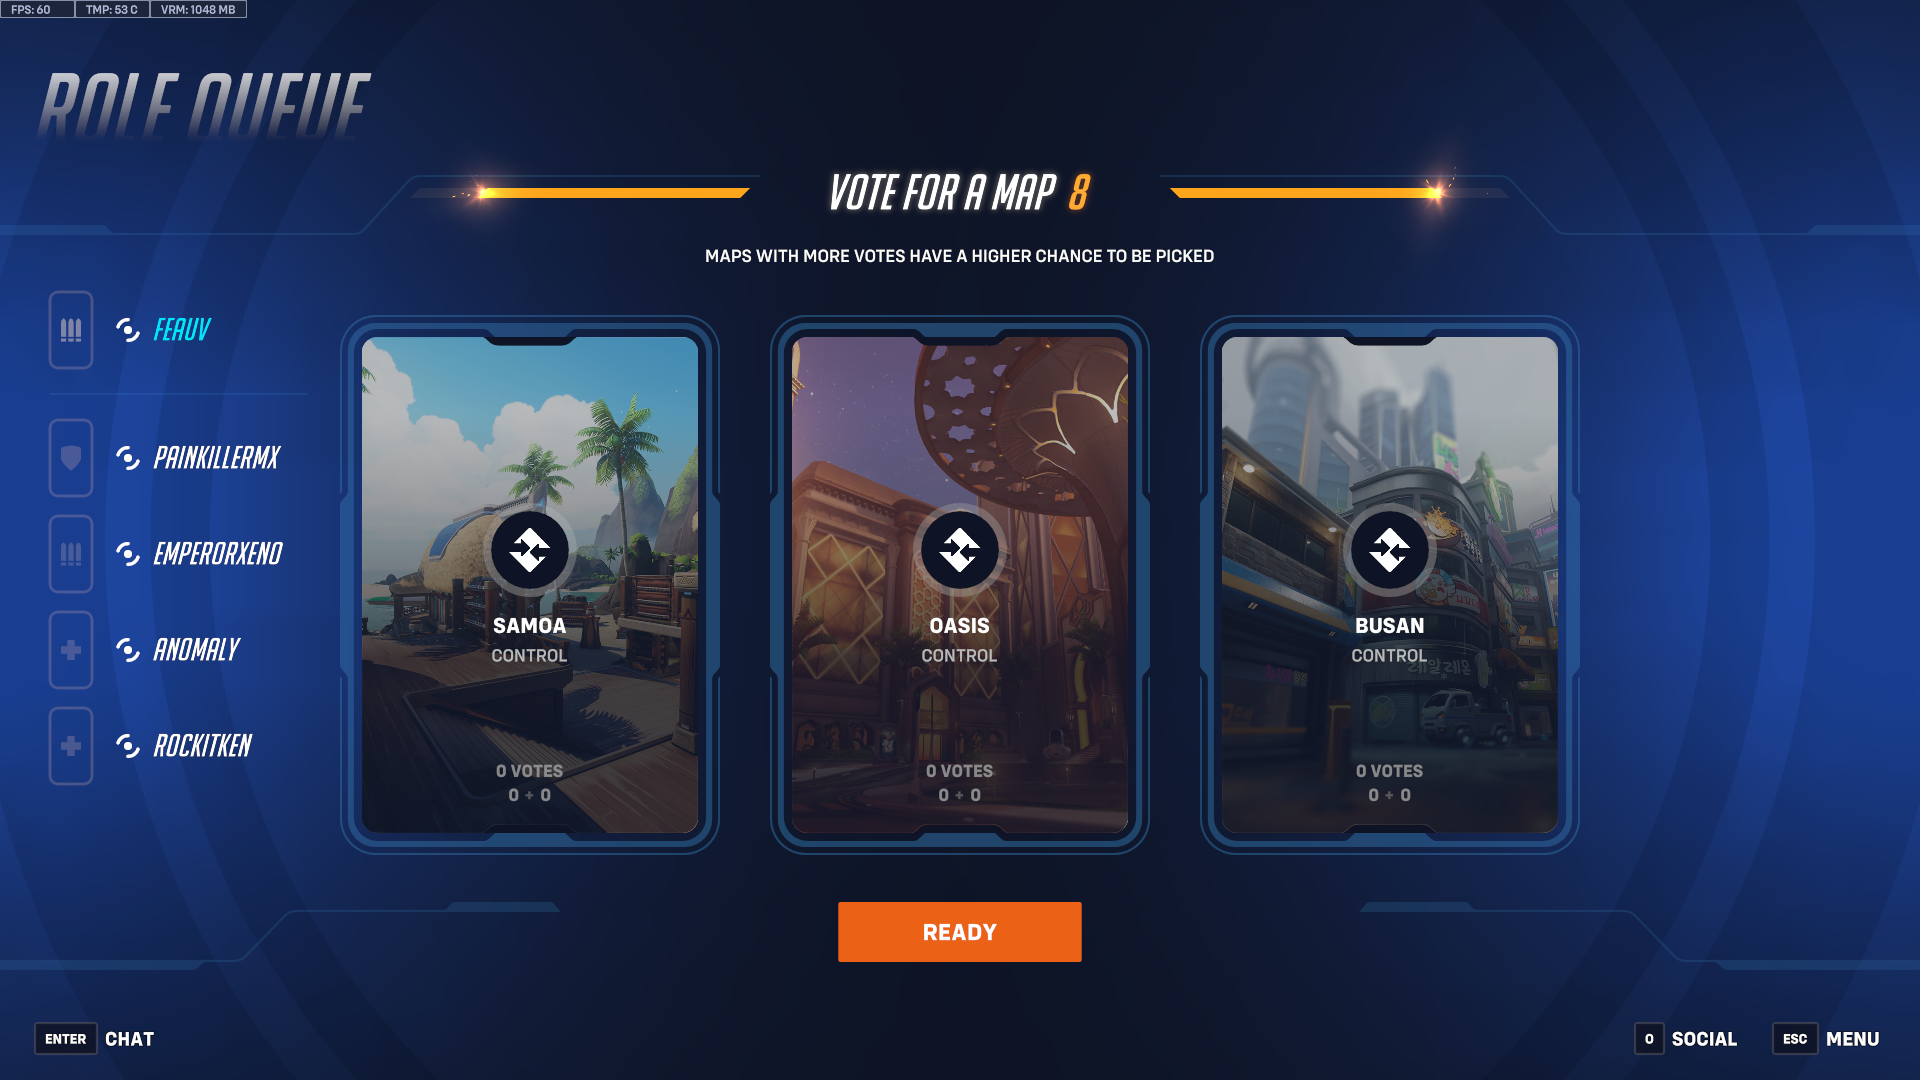 FPS: 60 TMP: 53 C VRM: 1048 MB
ROLE QUEUE
VOTE FOR A MAP 8
MAPS WITH MORE VOTES HAVE A HIGHER CHANCE TO BE PICKED
FEAUV
PAINKILLERMX
EMPERORXENO
ANOMALY
ROCKITKEN
SAMOA
CONTROL
0 VOTES
0 + 0
OASIS
CONTROL
0 VOTES
0 + 0
BUSAN
CONTROL
0 VOTES
0 + 0
READY
ENTER CHAT
O SOCIAL
ESC MENU